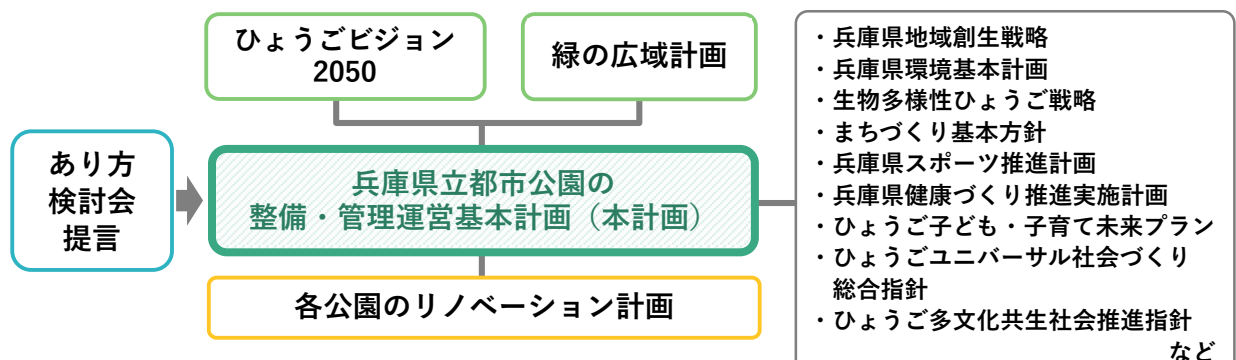 ひょうごビジョン
2050
緑の広域計画
あり方
検討会
提言
兵庫県立都市公園の
整備・管理運営基本計画（本計画）
各公園のリノベーション計画
・兵庫県地域創生戦略
・兵庫県環境基本計画
・生物多様性ひょうご戦略
・まちづくり基本方針
・兵庫県スポーツ推進計画
・兵庫県健康づくり推進実施計画
・ひょうご子ども・子育て未来プラン
・ひょうごユニバーサル社会づくり
総合指針
・ひょうご多文化共生社会推進指針
など